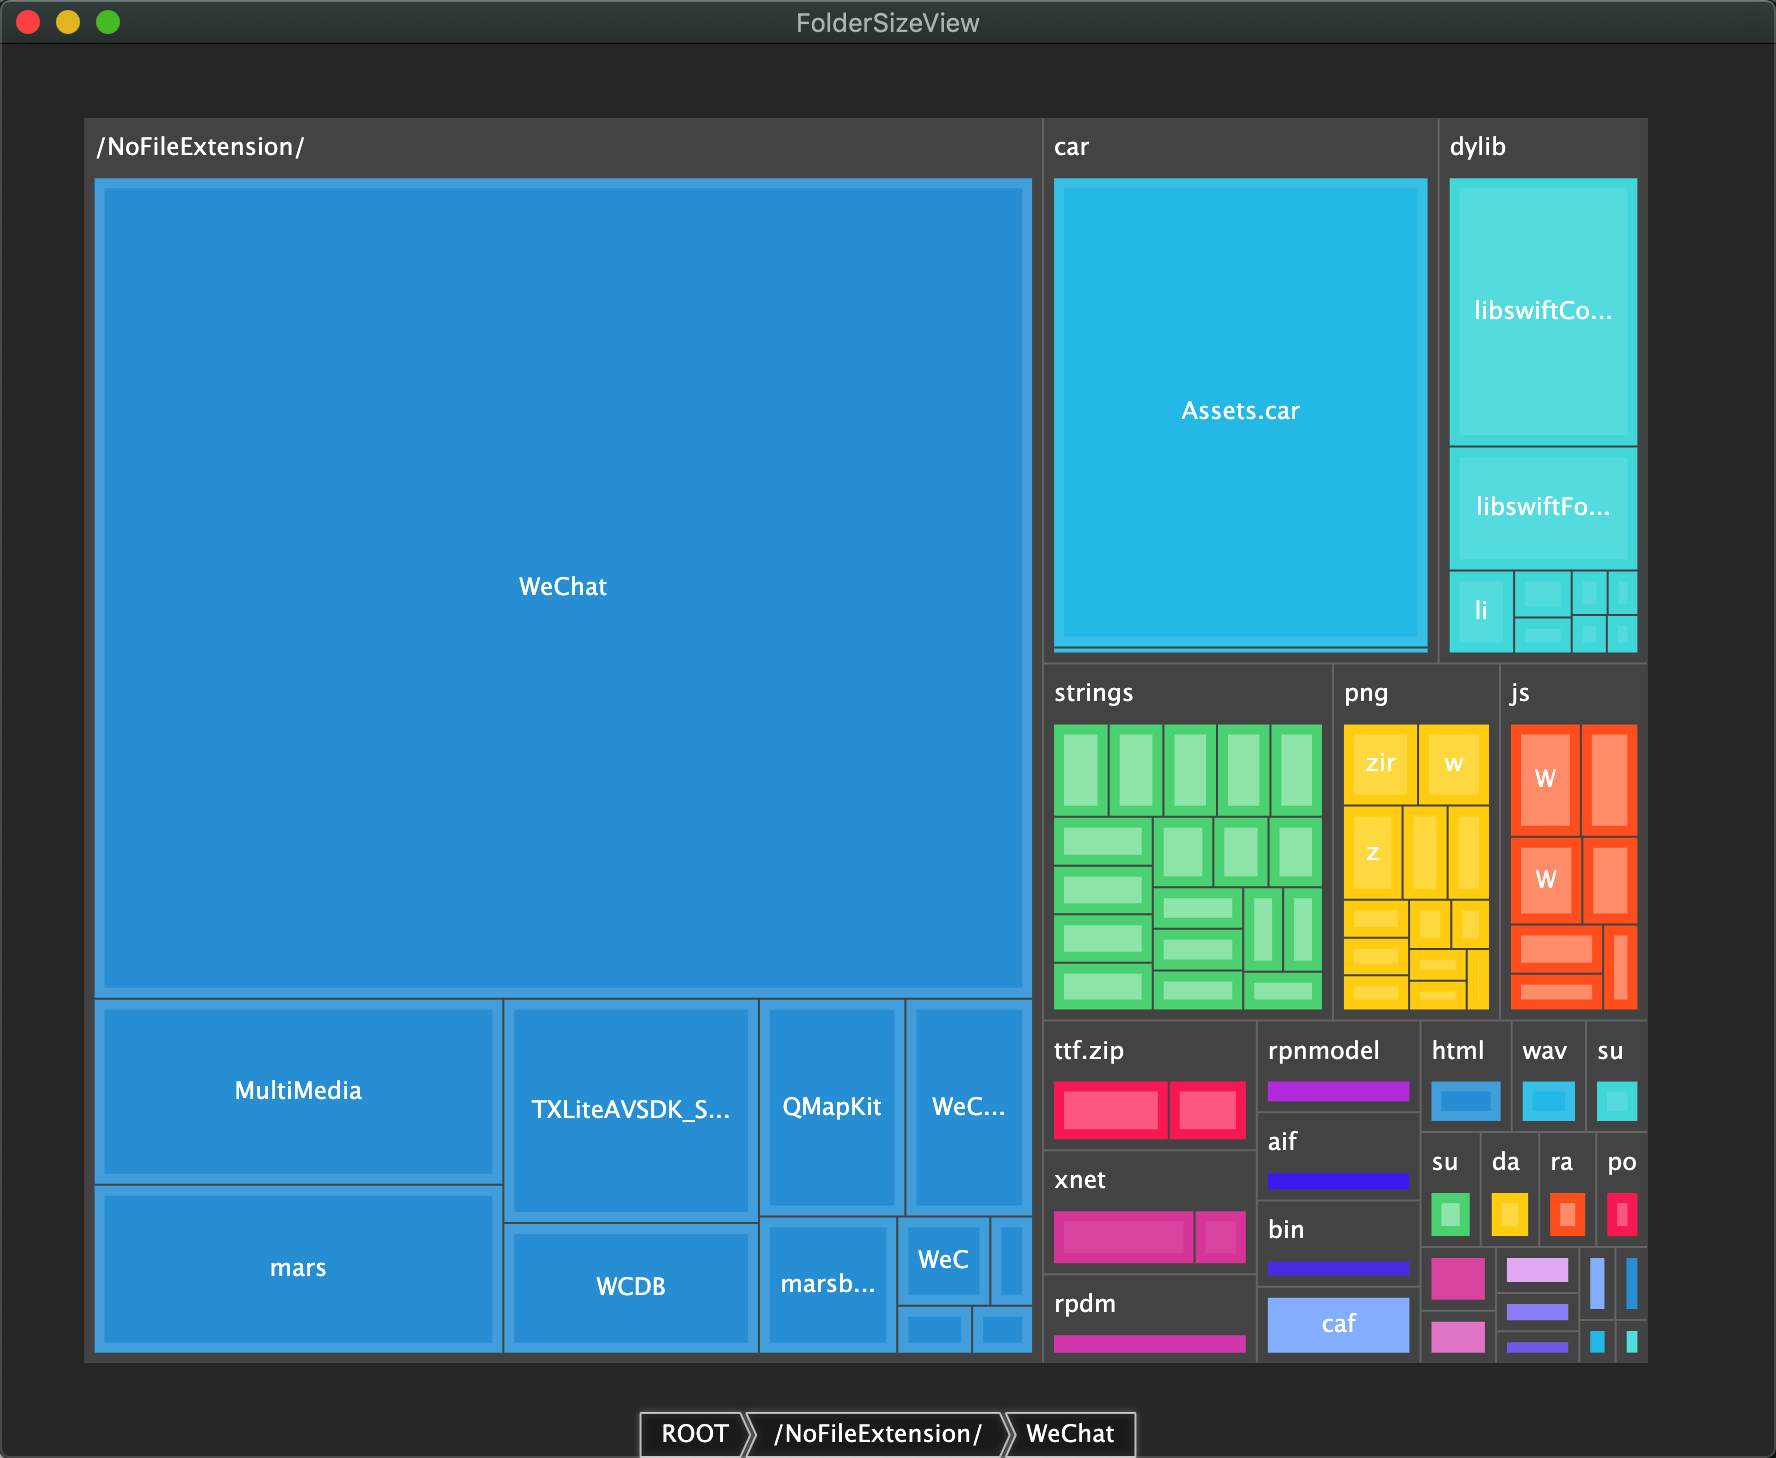 FolderSizeView
/NoFileExtension/
car
dylib
WeChat
Assets.car
libswiftCo...
libswiftFo...
li
strings
png
js
zir
w
W
z
W
MultiMedia
TXLiteAVSDK_S...
QMapKit
WeC...
mars
WCDB
marsb...
WeC
ttf.zip
rpnmodel
html
wav
su
aif
xnet
su
da
ra
po
bin
rpdm
caf
ROOT
/NoFileExtension/
WeChat